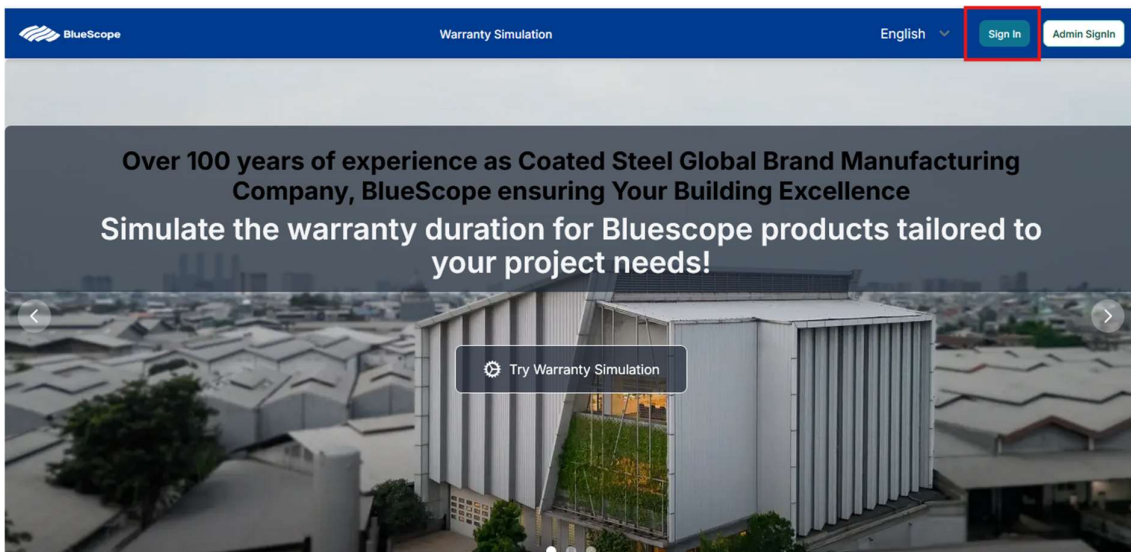 BlueScope
Warranty Simulation
English
Sign In
Admin SignIn
Over 100 years of experience as Coated Steel Global Brand Manufacturing
Company, BlueScope ensuring Your Building Excellence
Simulate the warranty duration for Bluescope products tailored to
your project needs!
Try Warranty Simulation